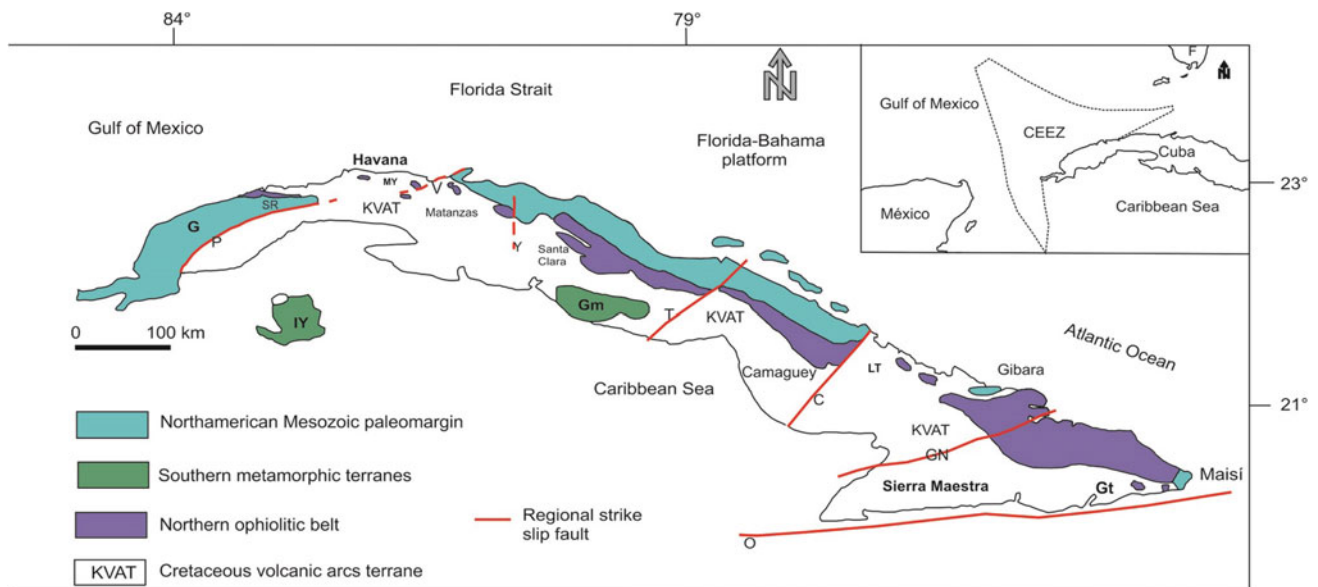 84°
79°
N
F
Florida Strait
Gulf of Mexico
Gulf of Mexico
Florida-Bahama
platform
CEEZ
Cuba
Havana
MY
V
SR
KVAT
Matanzas
23°
México
Caribbean Sea
G
P
Y
Santa
Clara
IY
Gm
T
KVAT
0
100 km
Atlantic Ocean
Caribbean Sea
Camaguey
LT
Gibara
C
21°
Northamerican Mesozoic paleomargin
KVAT
GN
Southern metamorphic terranes
Sierra Maestra
Gt
Maisí
Northern ophiolitic belt
Regional strike
slip fault
O
KVAT
Cretaceous volcanic arcs terrane